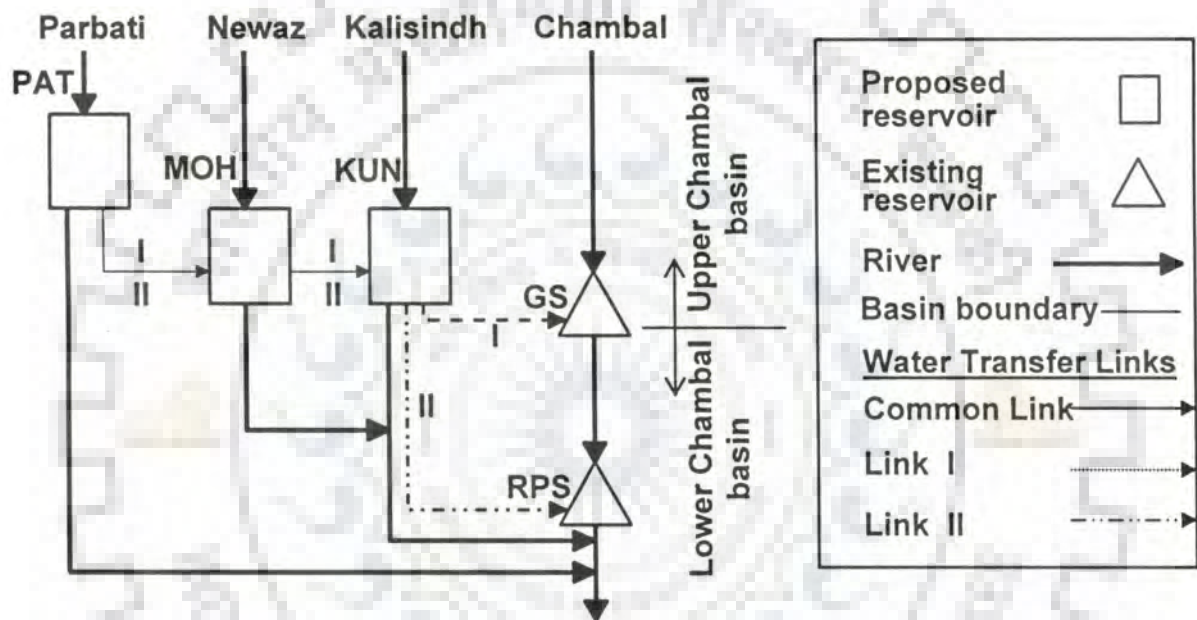 Parbati
Newaz
Kalisindh
Chambal
PAT
MOH
KUN
I
II
I
II
GS
I
II
RPS
Upper Chambal
basin
Lower Chambal
basin
Proposed
reservoir
Existing
reservoir
River
Basin boundary
Water Transfer Links
Common Link
Link I
Link II